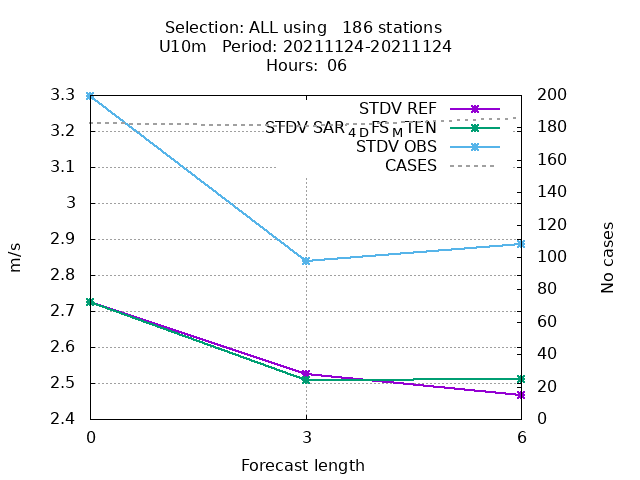 Selection: ALL using   186 stations
U10m   Period: 20211124-20211124
Hours: 06
3.3
3.2
3.1
3
2.9
2.8
2.7
2.6
2.5
2.4
m/s
STDV REF
STDV SAR4DFSMTEN
STDV OBS
CASES
200
180
160
140
120
100
80
60
40
20
0
No cases
0
3
6
Forecast length